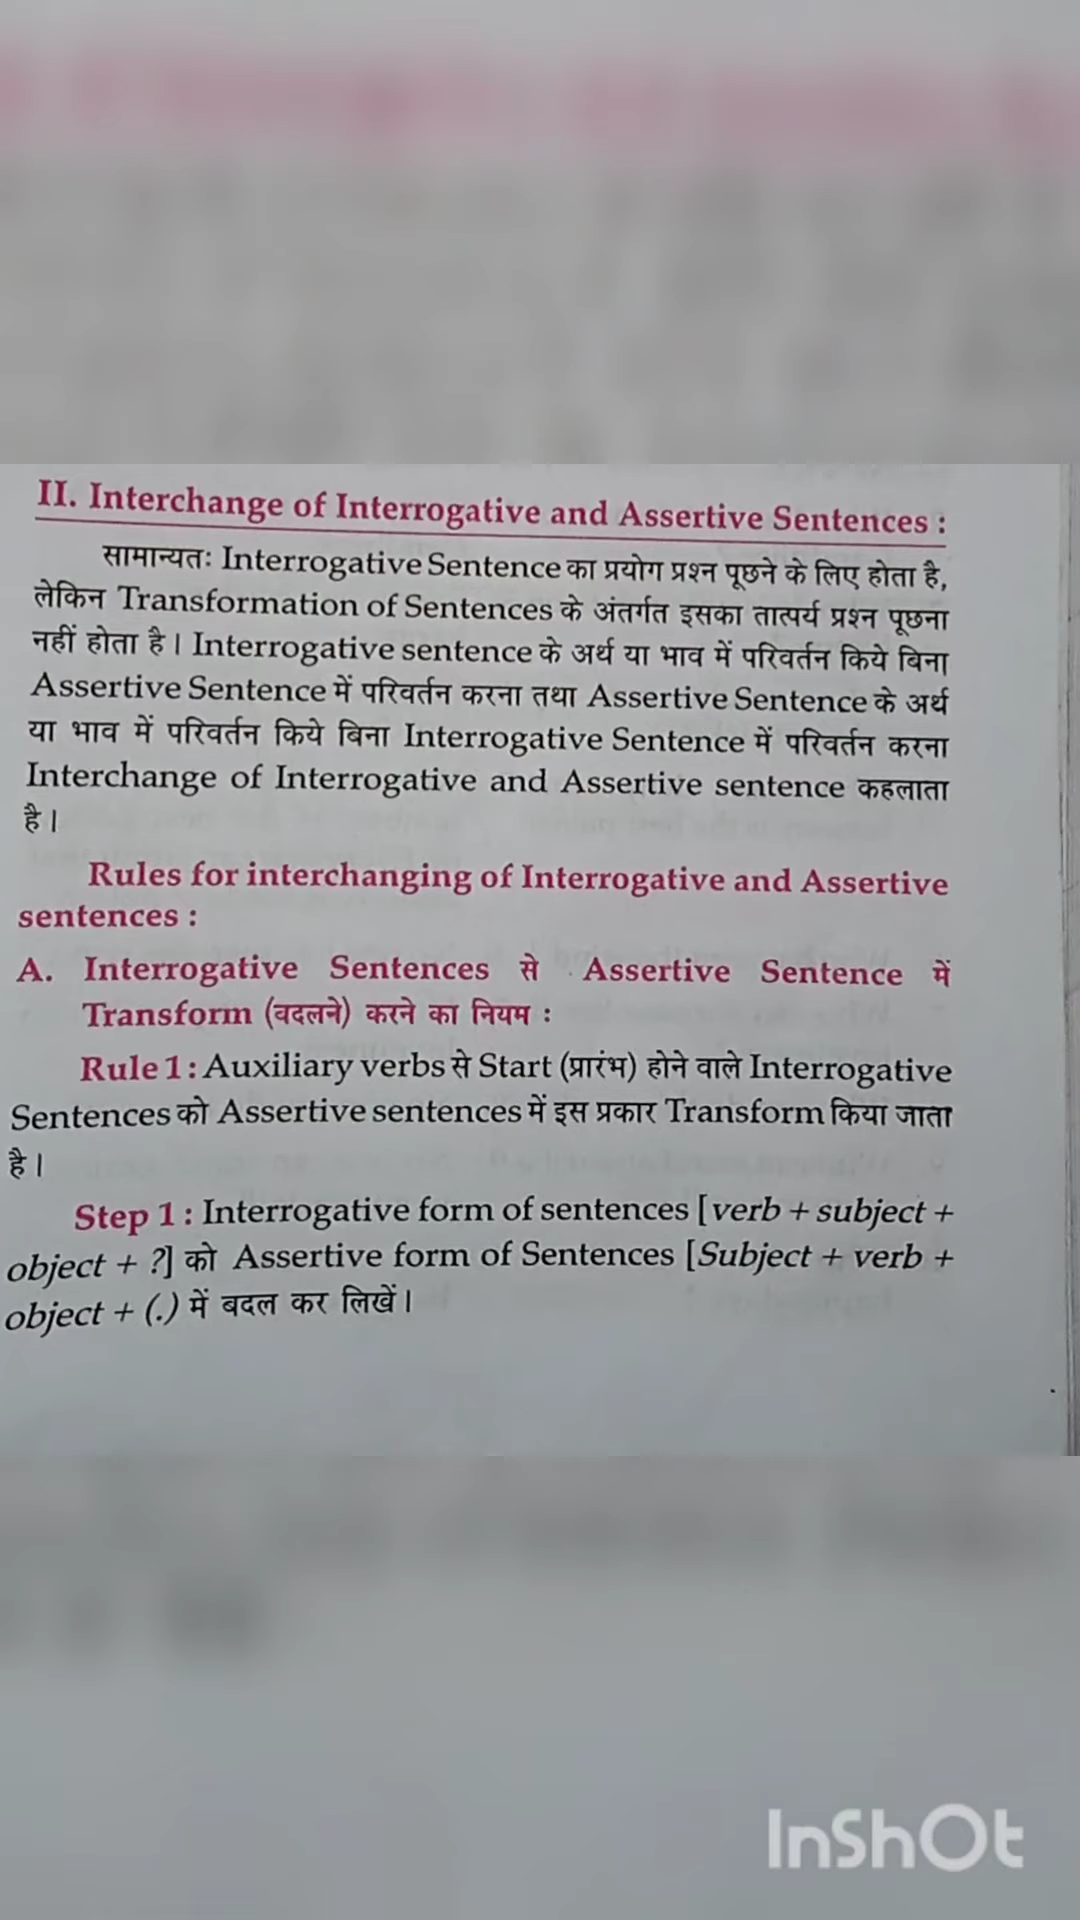 II. Interchange of Interrogative and Assertive Sentences :
सामान्यतः Interrogative Sentence का प्रयोग प्रश्न पूछने के लिए होता है,
लेकिन Transformation of Sentences के अंतर्गत इसका तात्पर्य प्रश्न पूछना
नहीं होता है। Interrogative sentence के अर्थ या भाव में परिवर्तन किये बिना
Assertive Sentence में परिवर्तन करना तथा Assertive Sentence के अर्थ
या भाव में परिवर्तन किये बिना Interrogative Sentence में परिवर्तन करना
Interchange of Interrogative and Assertive sentence कहलाता
है।
Rules for interchanging of Interrogative and Assertive
sentences :
A. Interrogative Sentences से Assertive Sentence में
Transform (बदलने) करने का नियम :
Rule 1 : Auxiliary verbs से Start (प्रारंभ) होने वाले Interrogative
Sentences को Assertive sentences में इस प्रकार Transform किया जाता
है।
Step 1 : Interrogative form of sentences [verb + subject +
object + ?] को Assertive form of Sentences [Subject + verb +
object + (.) में बदल कर लिखें।
InShOt